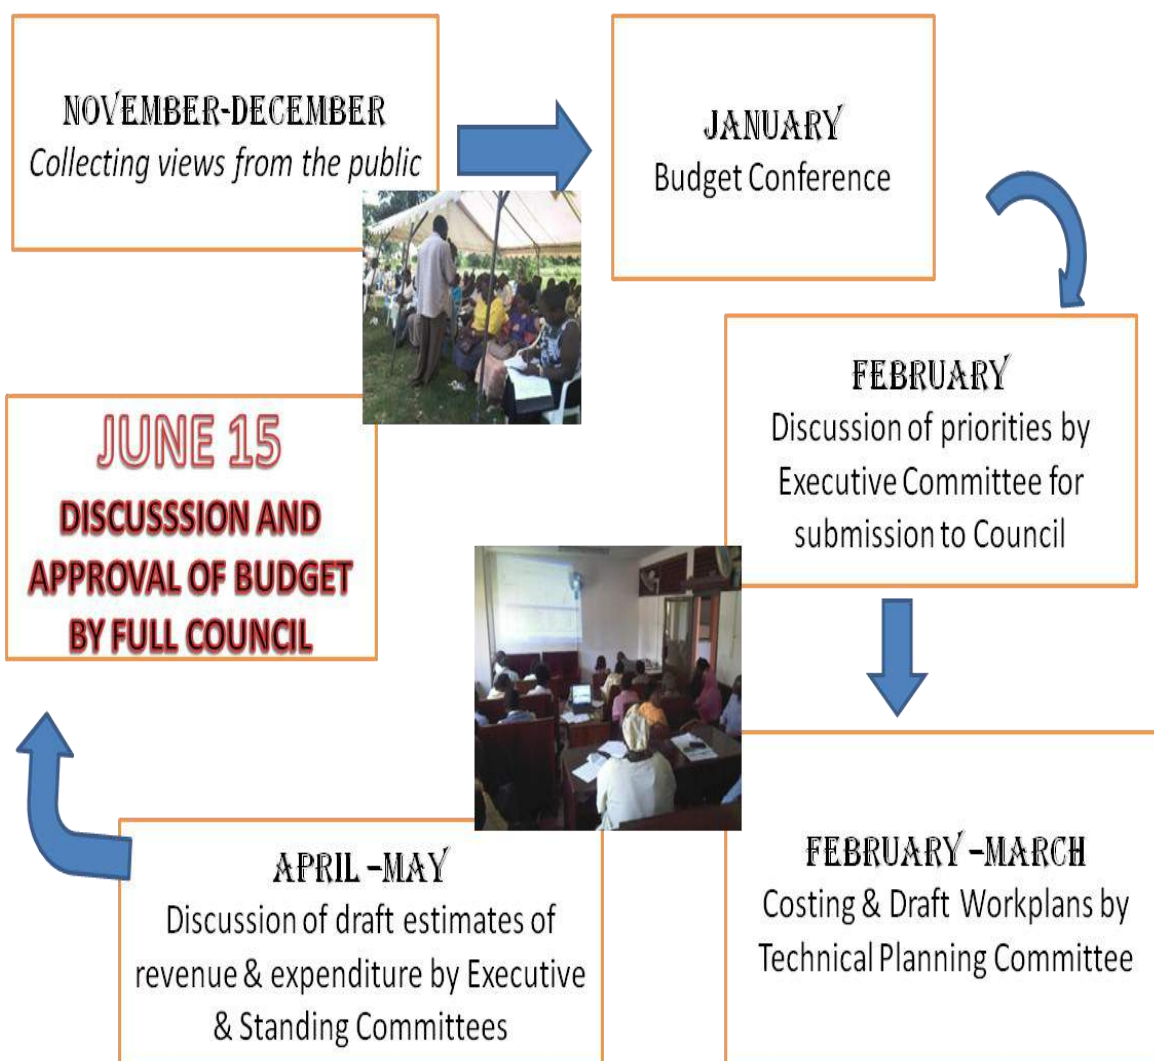 NOVEMBER-DECEMBER
Collecting views from the public
JANUARY
Budget Conference
FEBRUARY
Discussion of priorities by
Executive Committee for
submission to Council
FEBRUARY –MARCH
Costing & Draft Workplans by
Technical Planning Committee
APRIL –MAY
Discussion of draft estimates of
revenue & expenditure by Executive
& Standing Committees
JUNE 15
DISCUSSSION AND
APPROVAL OF BUDGET
BY FULL COUNCIL